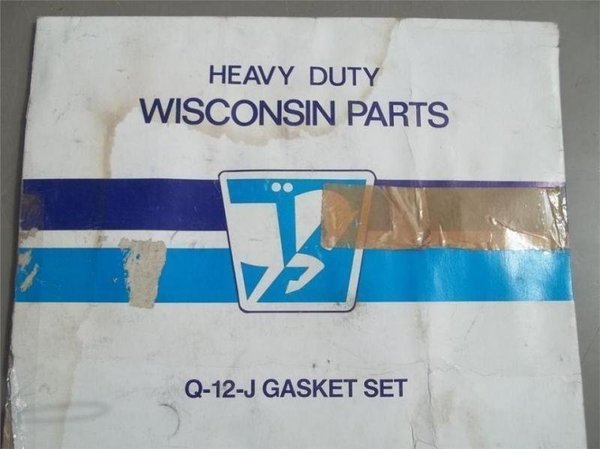 HEAVY DUTY
WISCONSIN PARTS
Q-12-J GASKET SET